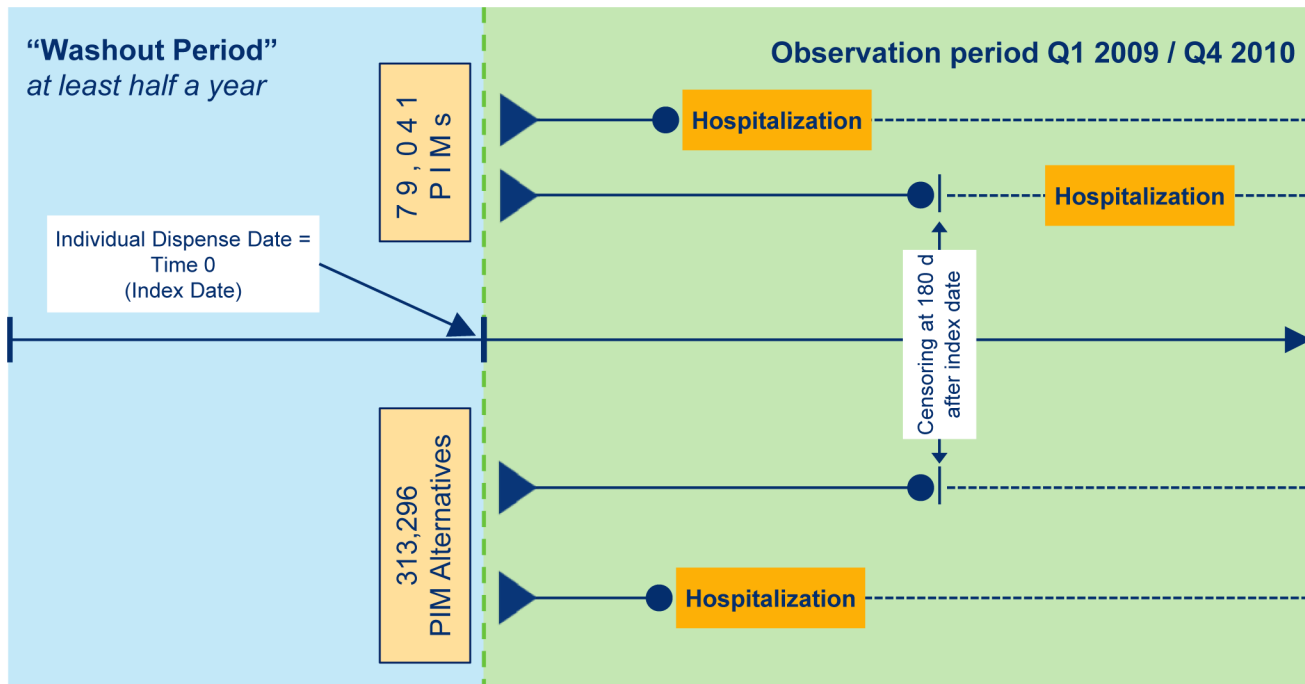 “Washout Period”
at least half a year
Observation period Q1 2009 / Q4 2010
79,041
PIMs
Hospitalization
Hospitalization
Individual Dispense Date =
Time 0
(Index Date)
Censoring at 180 d
after index date
313,296
PIM Alternatives
Hospitalization